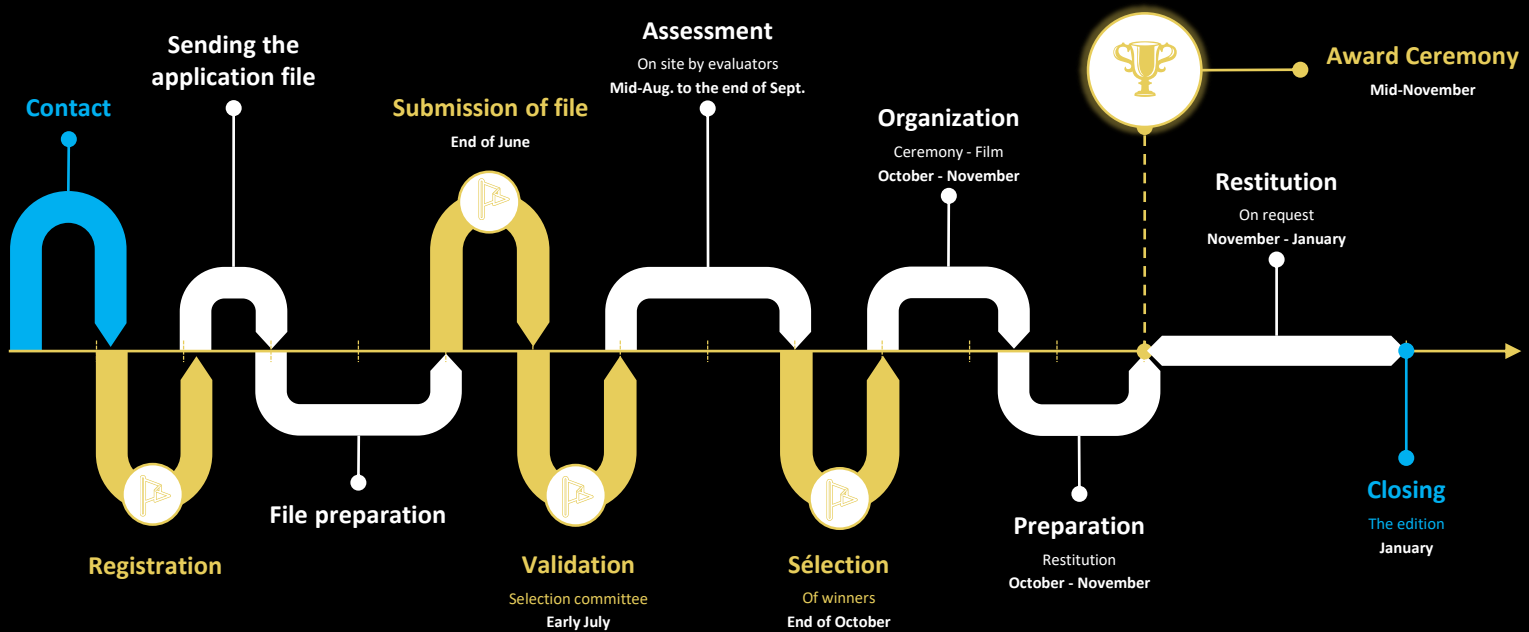 Contact
Registration
Sending the
application file
File preparation
Submission of file
End of June
Validation
Selection committee
Early July
Assessment
On site by evaluators
Mid-Aug. to the end of Sept.
Sélection
Of winners
End of October
Organization
Ceremony - Film
October - November
Preparation
Restitution
October - November
Award Ceremony
Mid-November
Restitution
On request
November - January
Closing
The edition
January